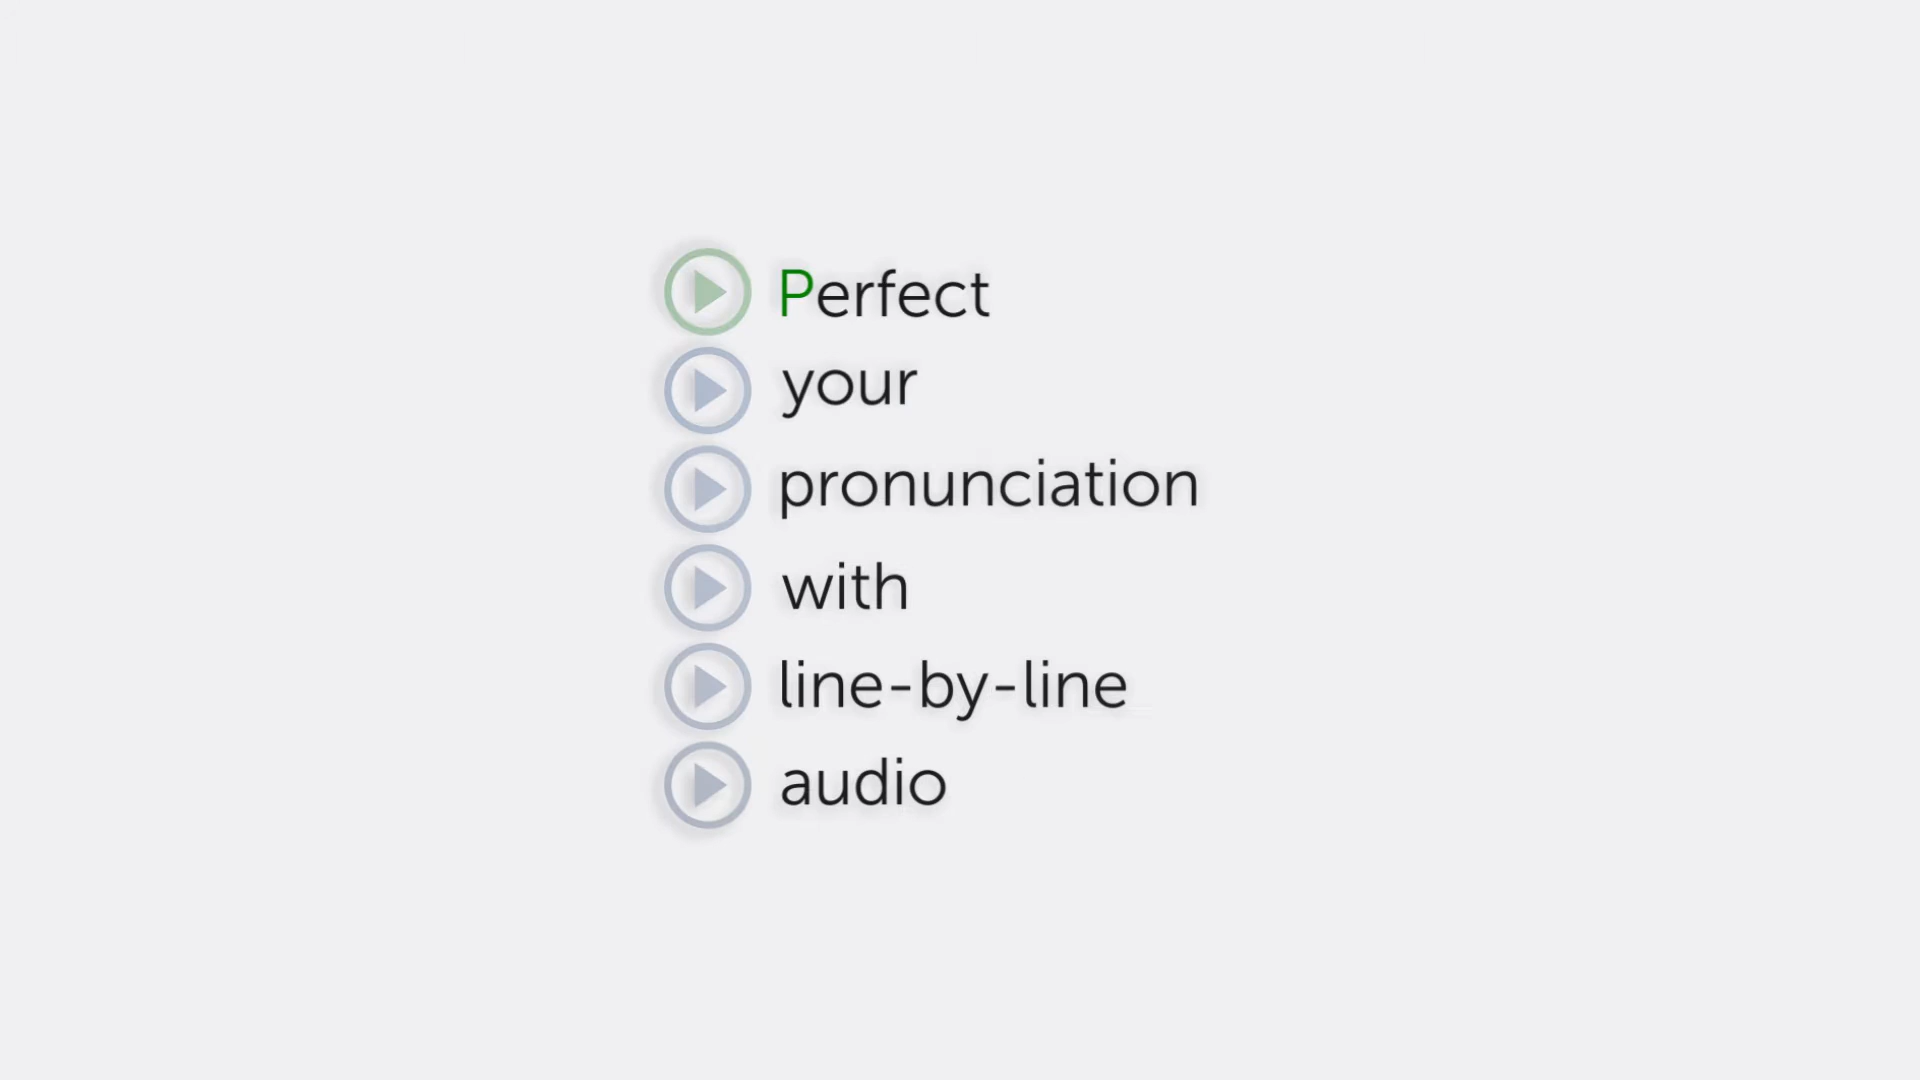 Perfect
your
pronunciation
with
line-by-line
audio